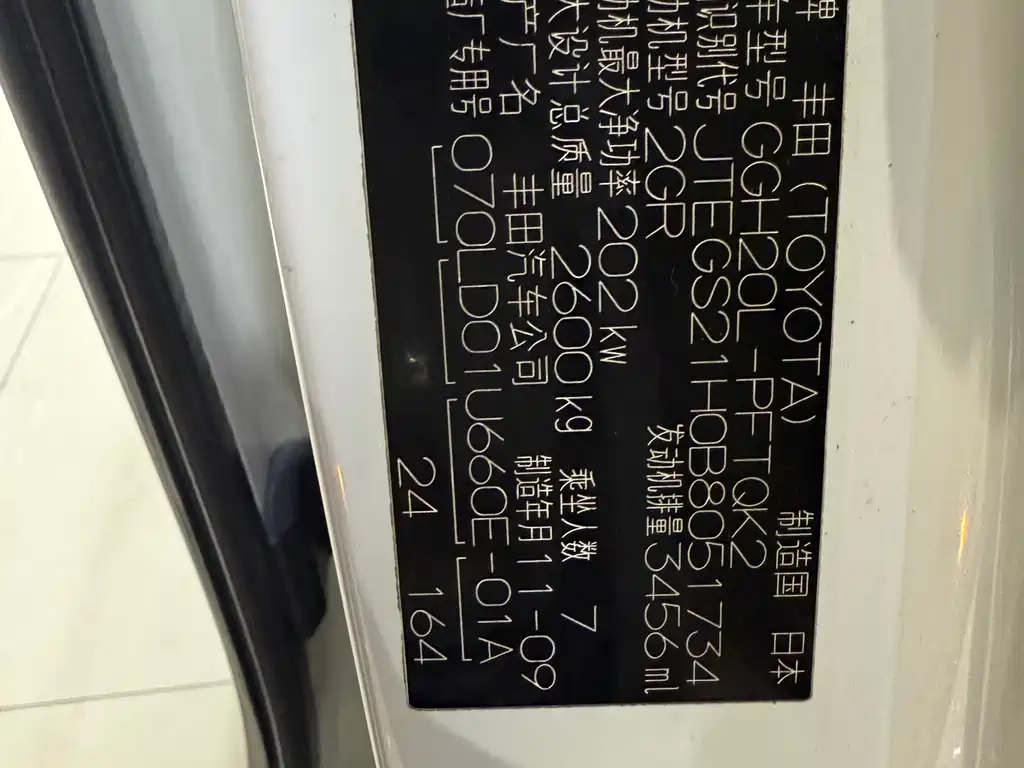 牌 丰田（TOYOTA） 制造国 日本
车型号 GGH20L-PFTQK2
识别代号 JTEGS21H0B8051734
动机型号 2GR 发动机排量 3456ml
动机最大净功率 202kW
大设计总质量 2600kg 乘坐人数 7
产厂名 丰田汽车公司 制造年月 11-09
厂专用号 070LD01U660E-01A
24 164